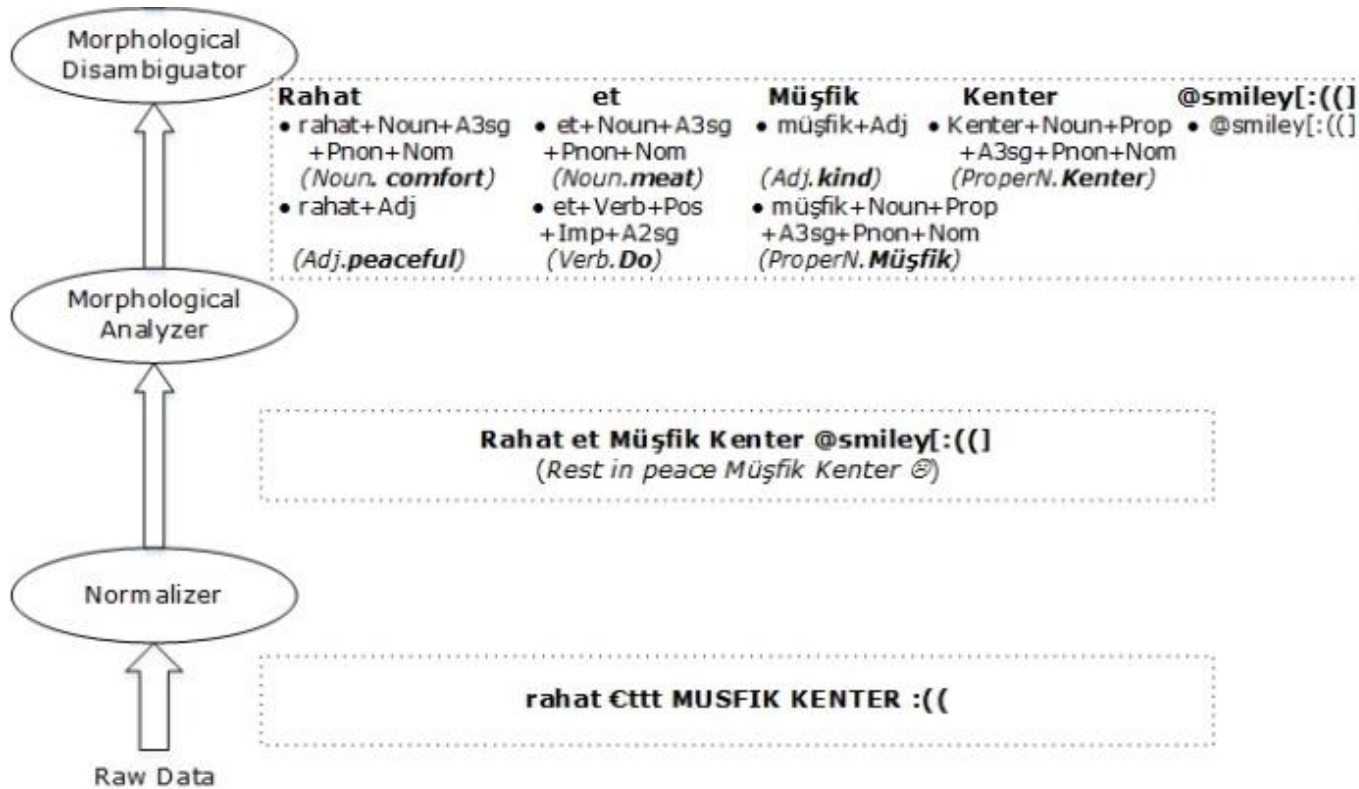 Morphological
Disambiguator
Rahat et Müşfik Kenter @smiley[:((]
• rahat+Noun+A3sg • et+Noun+A3sg • müşfik+Adj • Kenter+Noun+Prop • @smiley[:((]
+Pnon+Nom +Pnon+Nom +A3sg+Pnon+Nom
(Noun. comfort) (Noun.meat) (Adj.kind) (ProperN.Kenter)
• rahat+Adj • et+Verb+Pos • müşfik+Noun+Prop
+Imp+A2sg +A3sg+Pnon+Nom
(Adj.peaceful) (Verb.Do) (ProperN.Müşfik)
Morphological
Analyzer
Rahat et Müşfik Kenter @smiley[:((]
(Rest in peace Müşfik Kenter ☹)
Normalizer
rahat €ttt MUSFIK KENTER :((
Raw Data